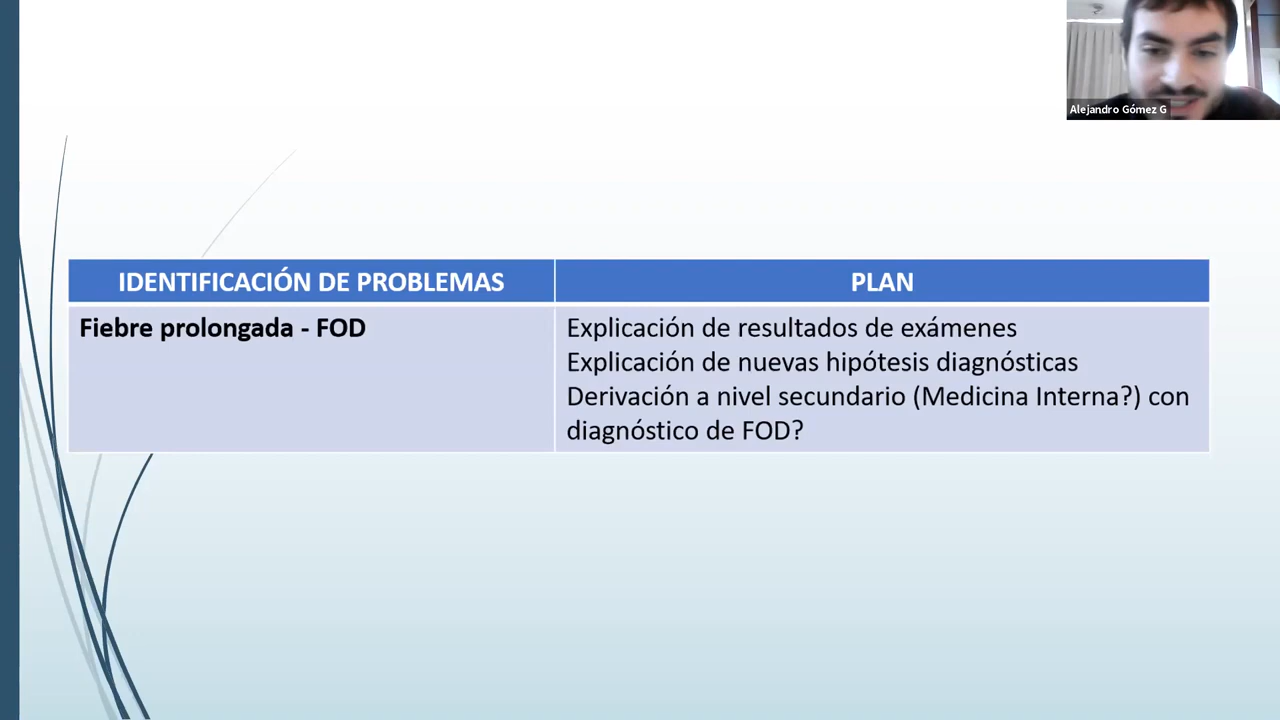 Alejandro Gómez G
IDENTIFICACIÓN DE PROBLEMAS
PLAN
Fiebre prolongada - FOD
Explicación de resultados de exámenes
Explicación de nuevas hipótesis diagnósticas
Derivación a nivel secundario (Medicina Interna?) con
diagnóstico de FOD?